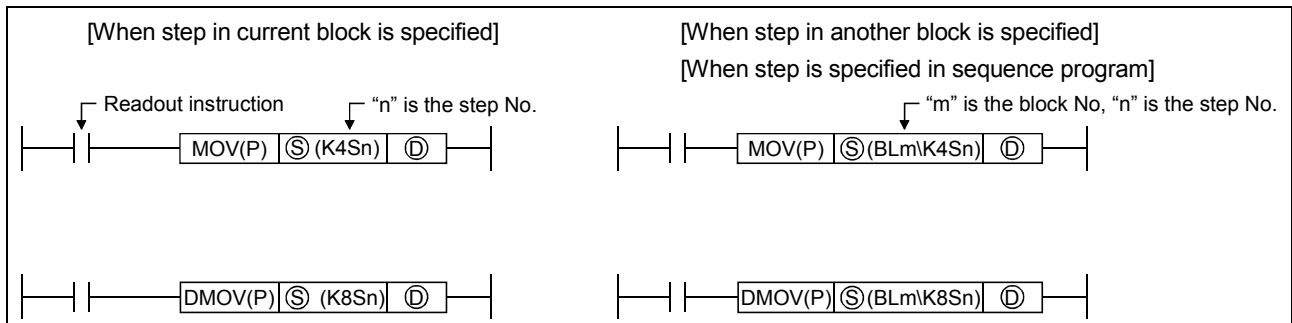 [When step in current block is specified]
[When step in another block is specified]
[When step is specified in sequence program]
Readout instruction
“n” is the step No.
“m” is the block No, “n” is the step No.
MOV(P) Ⓢ (K4Sn) Ⓓ
MOV(P) Ⓢ(BLm\K4Sn) Ⓓ
DMOV(P) Ⓢ (K8Sn) Ⓓ
DMOV(P) Ⓢ(BLm\K8Sn) Ⓓ